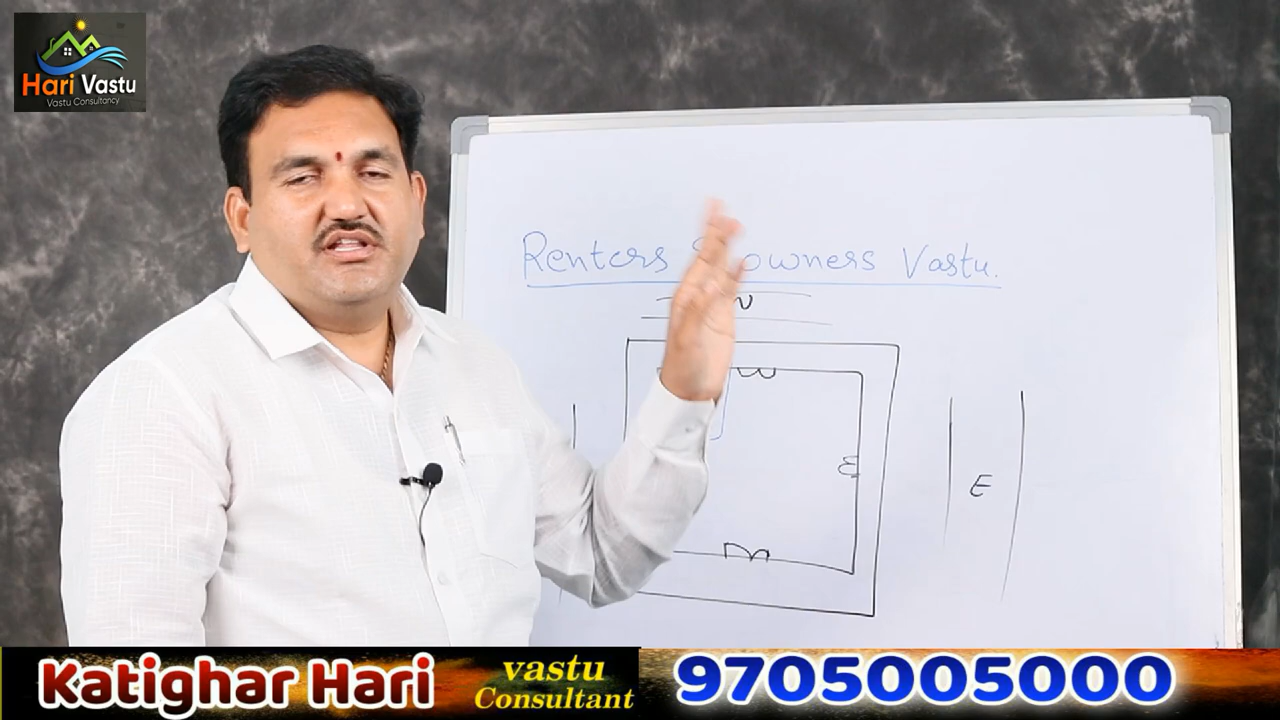 Hari Vastu
Vastu Consultancy
Renters
owners Vastu.
N
E
Katighar Hari
vastu
Consultant
9705005000